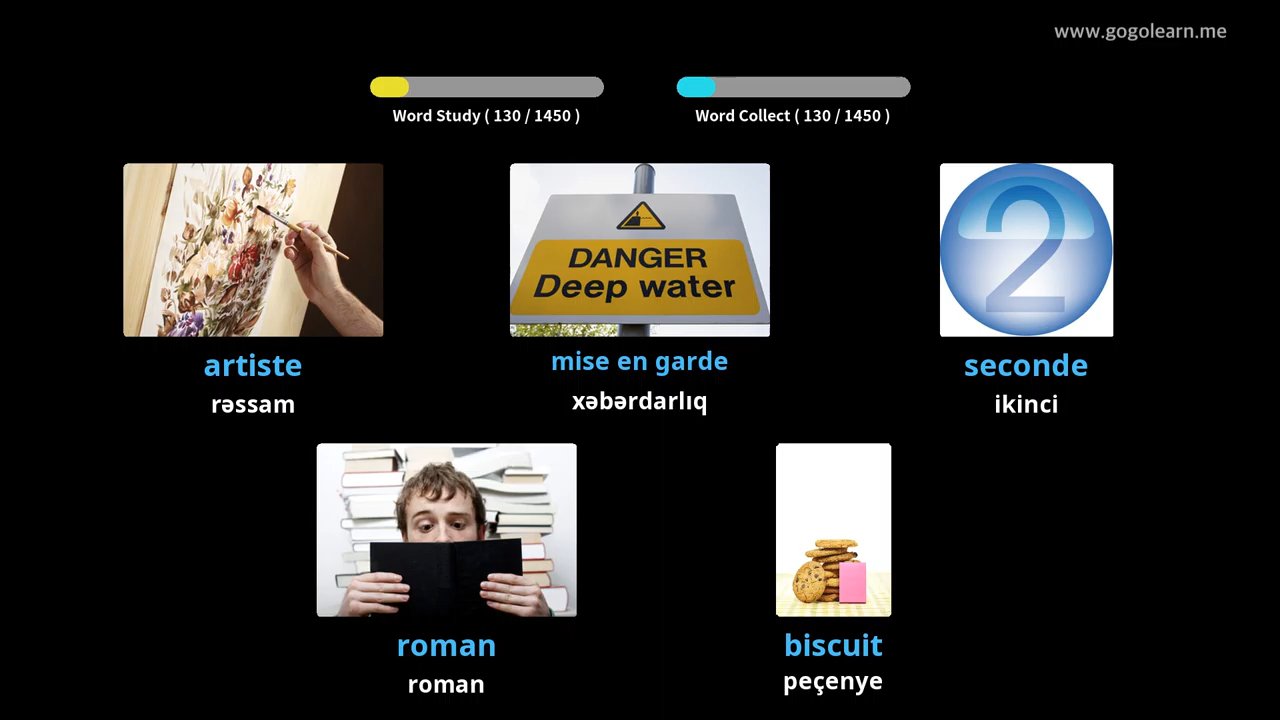 www.gogolearn.me
Word Study ( 130 / 1450 )
Word Collect ( 130 / 1450 )
DANGER
Deep water
2
artiste
rəssam
mise en garde
xəbərdarlıq
seconde
ikinci
roman
roman
biscuit
peçenye